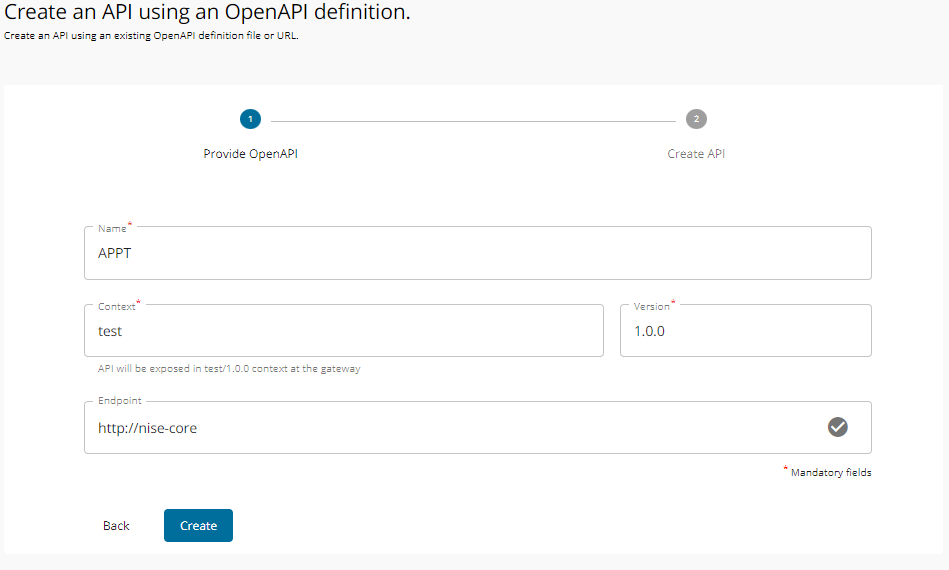 Create an API using an OpenAPI definition.
Create an API using an existing OpenAPI definition file or URL.
1
2
Provide OpenAPI
Create API
Name*
APPT
Context*
Version*
test
1.0.0
API will be exposed in test/1.0.0 context at the gateway
Endpoint
http://nise-core
* Mandatory fields
Back
Create